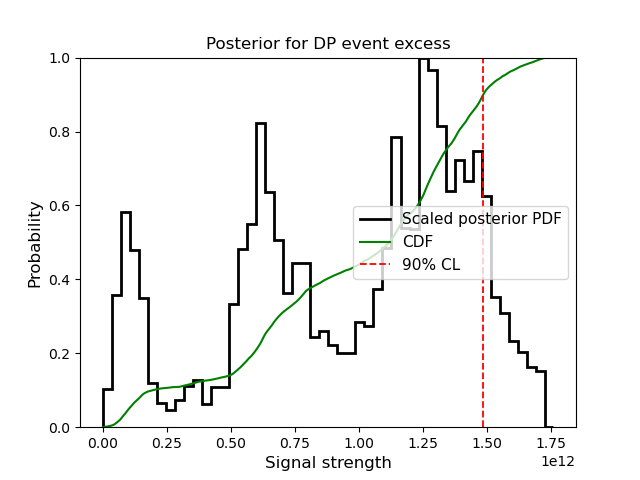 Posterior for DP event excess
Probability
1.0
0.8
0.6
0.4
0.2
0.0
Scaled posterior PDF
CDF
90% CL
0.00 0.25 0.50 0.75 1.00 1.25 1.50 1.75
Signal strength
1e12